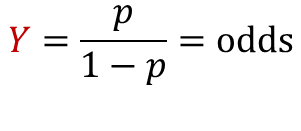 Y = p / (1 − p) = odds